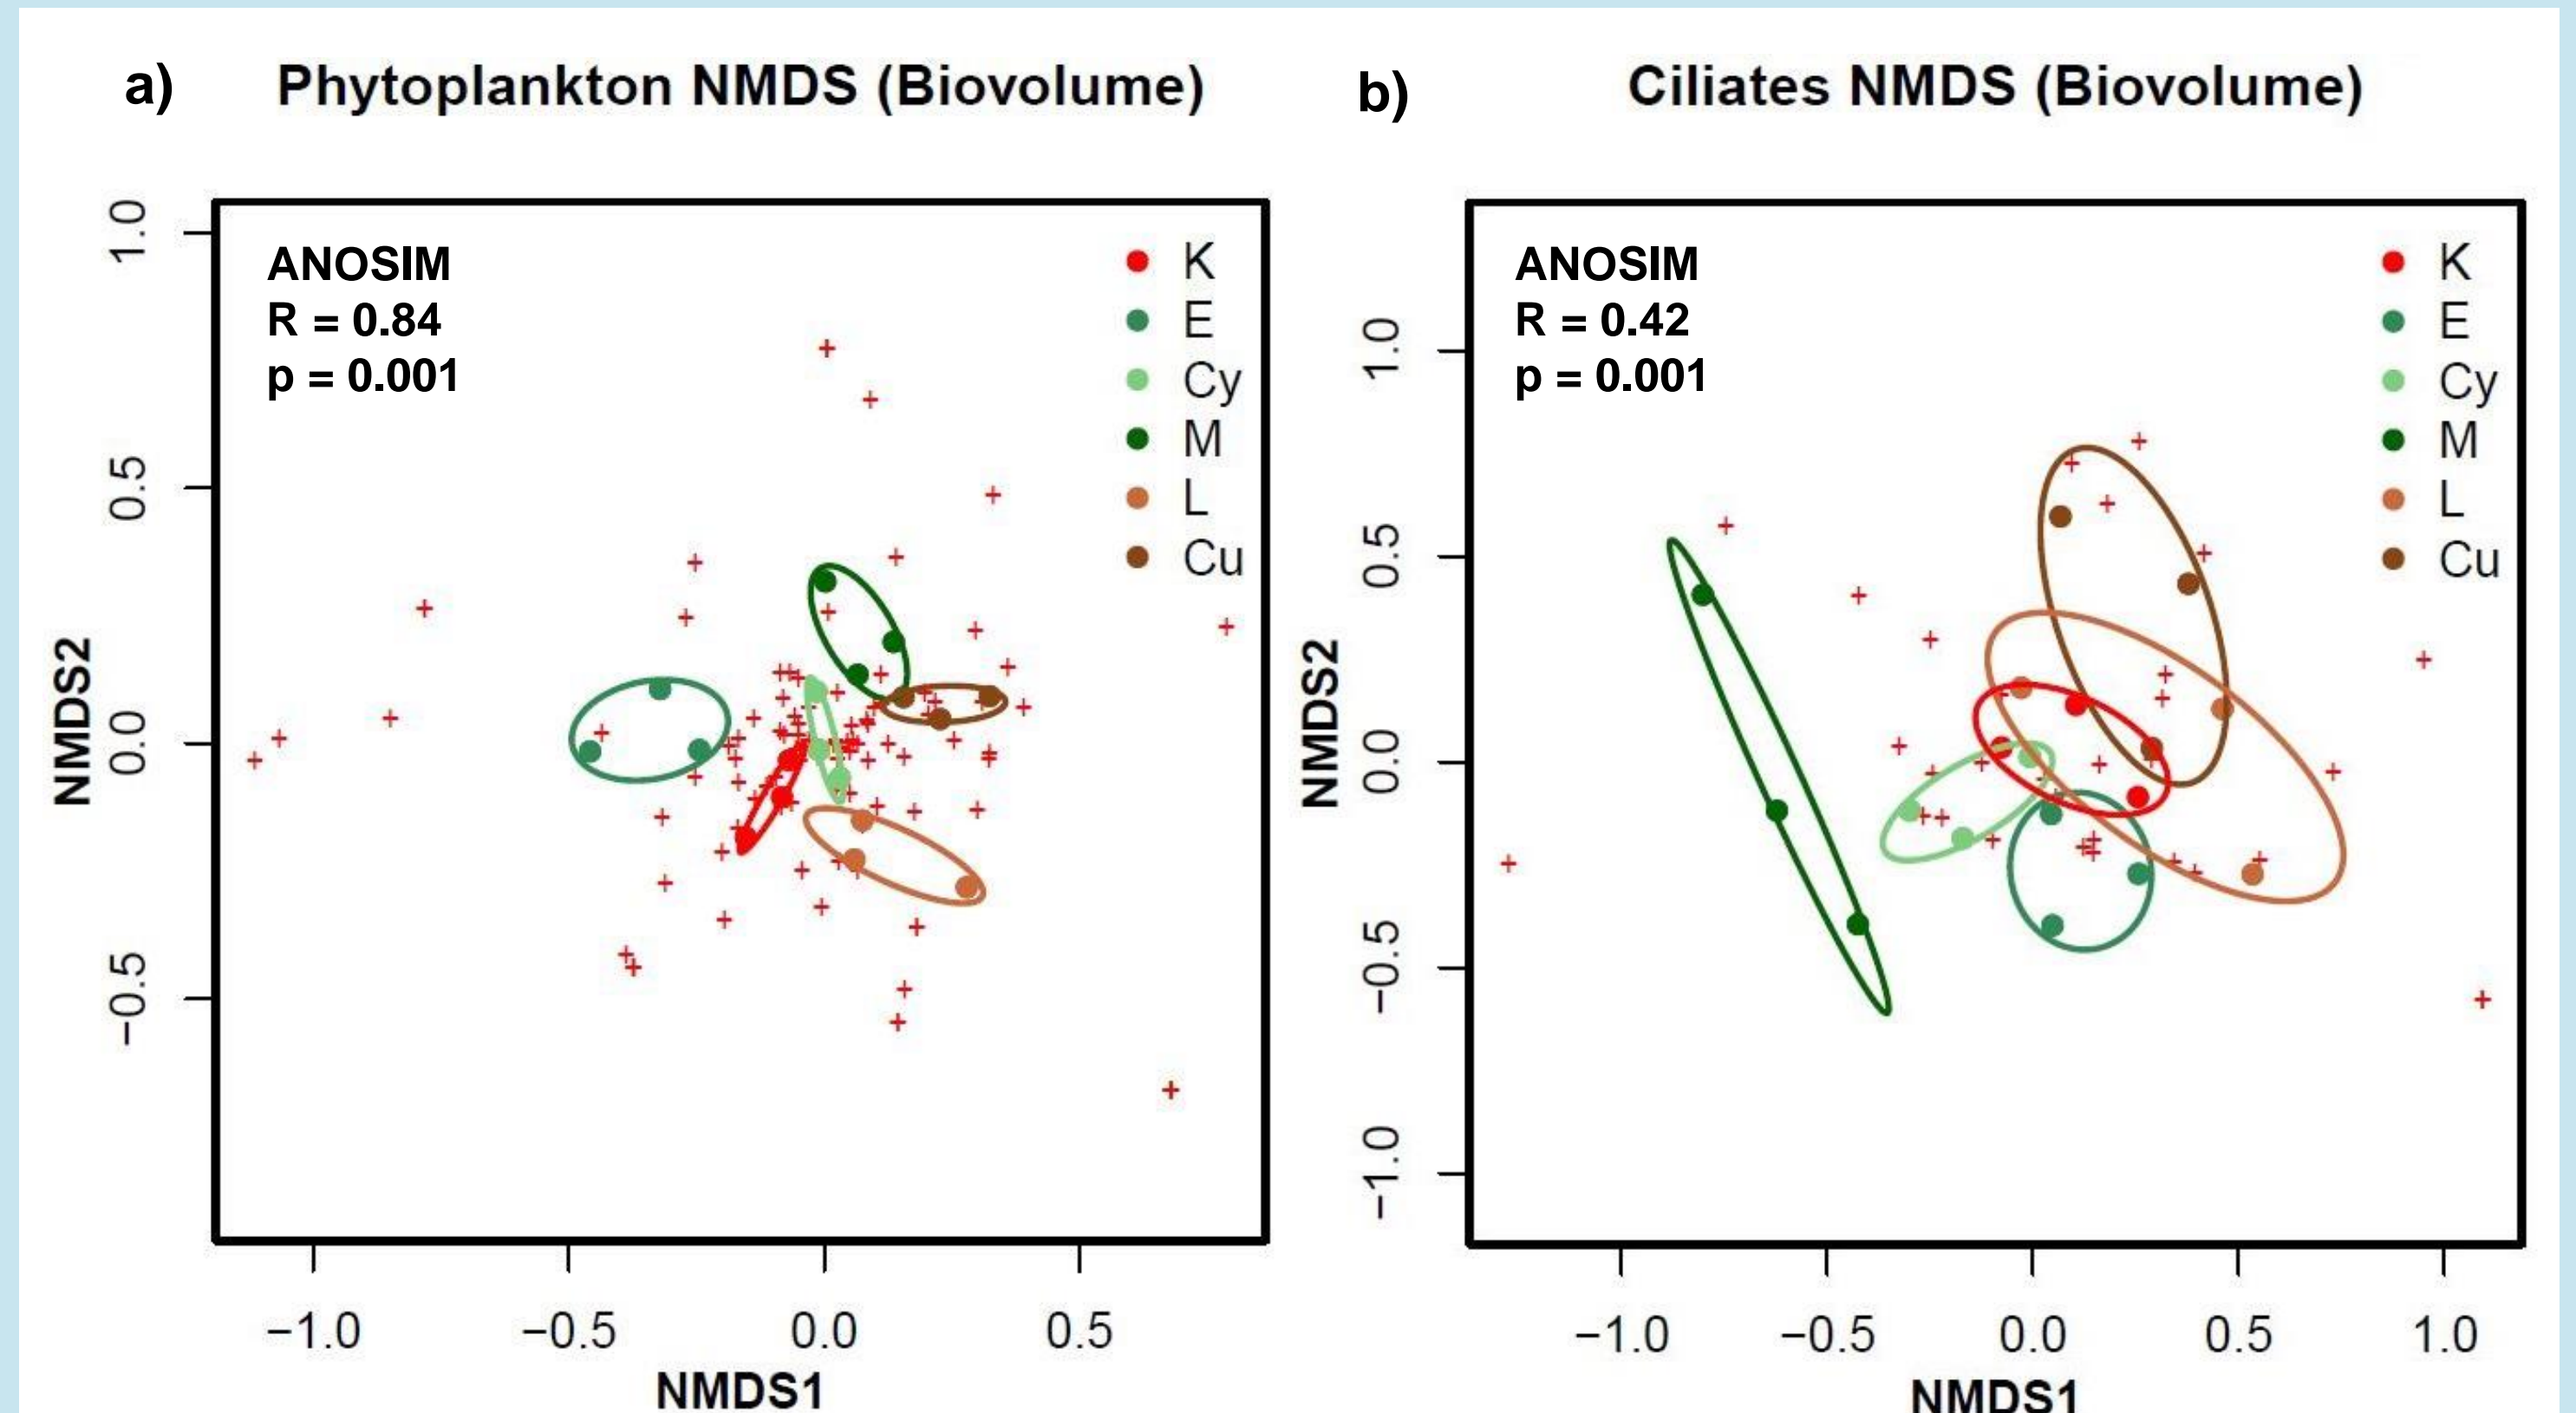 a) Phytoplankton NMDS (Biovolume)
ANOSIM
R = 0.84
p = 0.001
K
E
Cy
M
L
Cu
1.0
0.5
0.0
−0.5
NMDS2
−1.0 −0.5 0.0 0.5
NMDS1
b) Ciliates NMDS (Biovolume)
ANOSIM
R = 0.42
p = 0.001
K
E
Cy
M
L
Cu
1.0
0.5
0.0
−0.5
−1.0
NMDS2
−1.0 −0.5 0.0 0.5 1.0
NMDS1